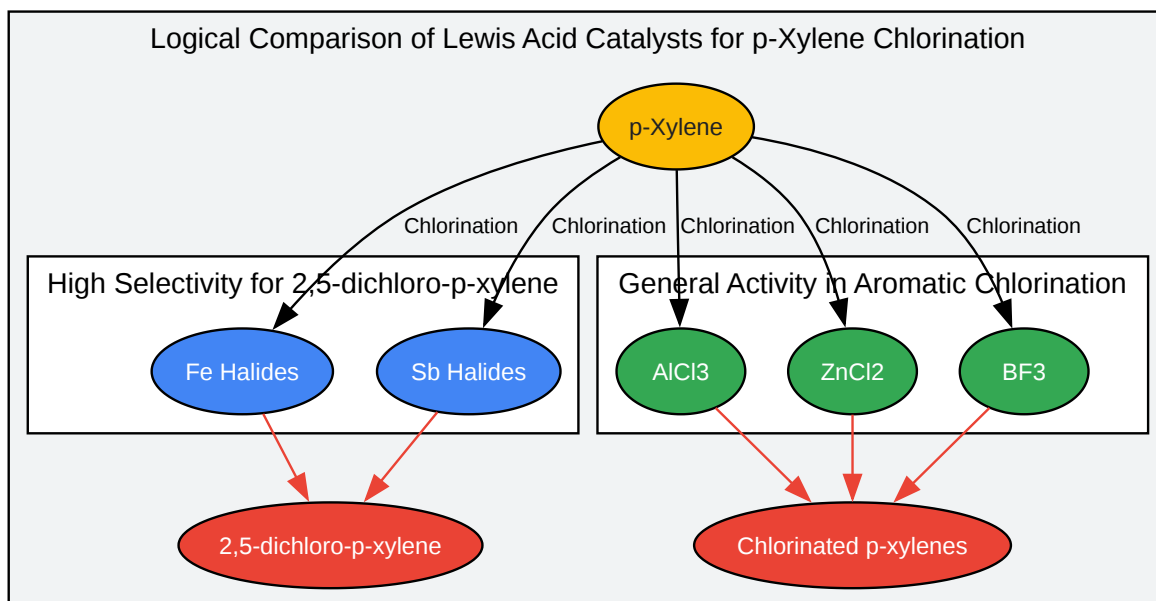 Logical Comparison of Lewis Acid Catalysts for p-Xylene Chlorination
p-Xylene
Chlorination
Chlorination
Chlorination
Chlorination
Chlorination
High Selectivity for 2,5-dichloro-p-xylene
General Activity in Aromatic Chlorination
Fe Halides
Sb Halides
AlCl3
ZnCl2
BF3
2,5-dichloro-p-xylene
Chlorinated p-xylenes